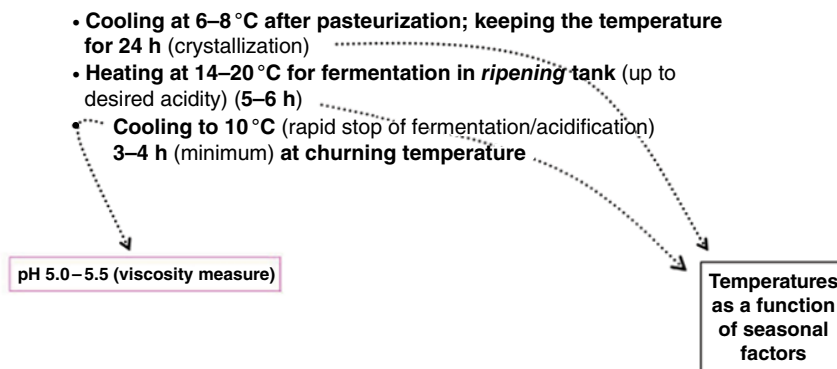 • Cooling at 6–8 °C after pasteurization; keeping the temperature
for 24 h (crystallization)
• Heating at 14–20 °C for fermentation in ripening tank (up to
desired acidity) (5–6 h)
• Cooling to 10 °C (rapid stop of fermentation/acidification)
3–4 h (minimum) at churning temperature
pH 5.0–5.5 (viscosity measure)
Temperatures
as a function
of seasonal
factors